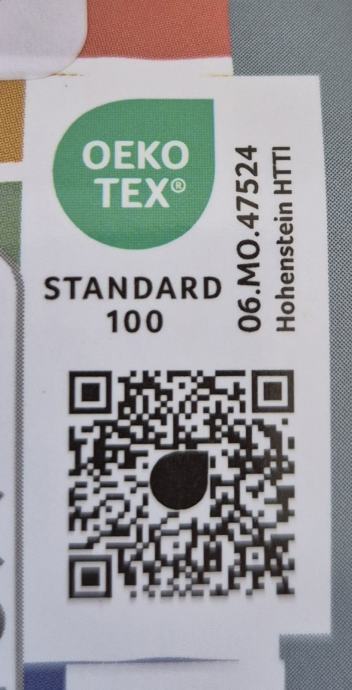 OEKO
TEX®
STANDARD
100
06.MO.47524
Hohenstein HTTI